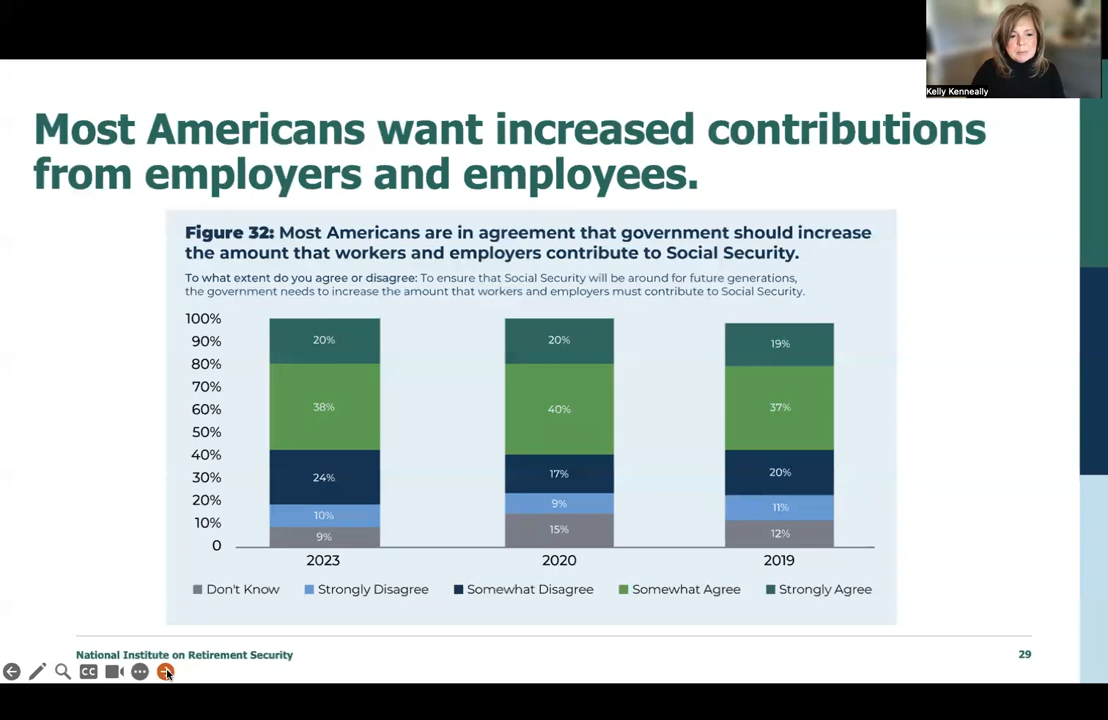 Kelly Kenneally
Most Americans want increased contributions
from employers and employees.
Figure 32: Most Americans are in agreement that government should increase
the amount that workers and employers contribute to Social Security.
To what extent do you agree or disagree: To ensure that Social Security will be around for future generations,
the government needs to increase the amount that workers and employers must contribute to Social Security.
100%
90%
80%
70%
60%
50%
40%
30%
20%
10%
0
20%
38%
24%
10%
9%
20%
40%
17%
9%
15%
19%
37%
20%
11%
12%
2023
2020
2019
Don't Know
Strongly Disagree
Somewhat Disagree
Somewhat Agree
Strongly Agree
National Institute on Retirement Security
29
CC